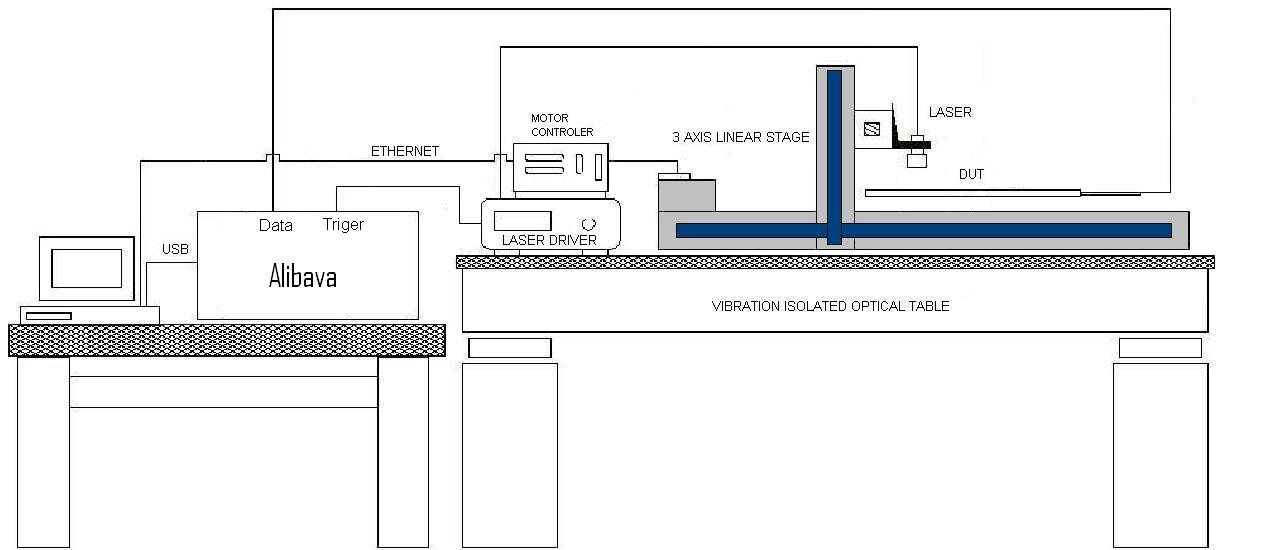 MOTOR
CONTROLER
LASER
3 AXIS LINEAR STAGE
ETHERNET
DUT
Data
Triger
USB
LASER DRIVER
Alibava
VIBRATION ISOLATED OPTICAL TABLE